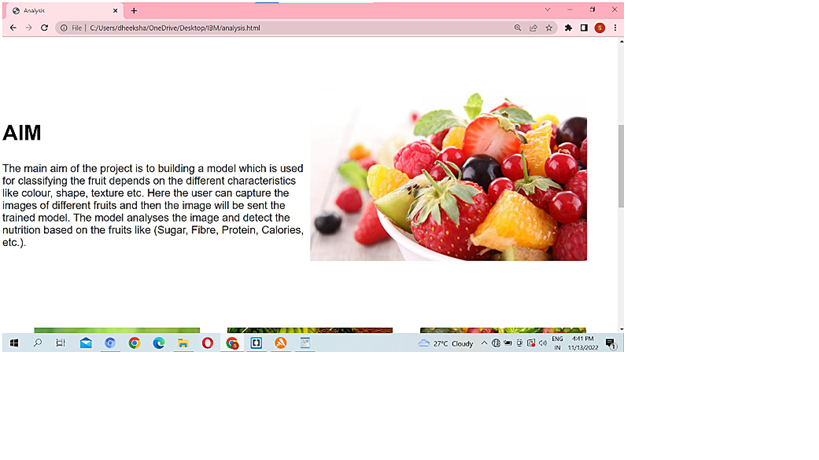 Analysis
File | C:/Users/dheeksha/OneDrive/Desktop/IBM/analysis.html
S
AIM
The main aim of the project is to building a model which is used
for classifying the fruit depends on the different characteristics
like colour, shape, texture etc. Here the user can capture the
images of different fruits and then the image will be sent the
trained model. The model analyses the image and detect the
nutrition based on the fruits like (Sugar, Fibre, Protein, Calories,
etc.).
27°C Cloudy
ENG
IN
4:41 PM
11/13/2022